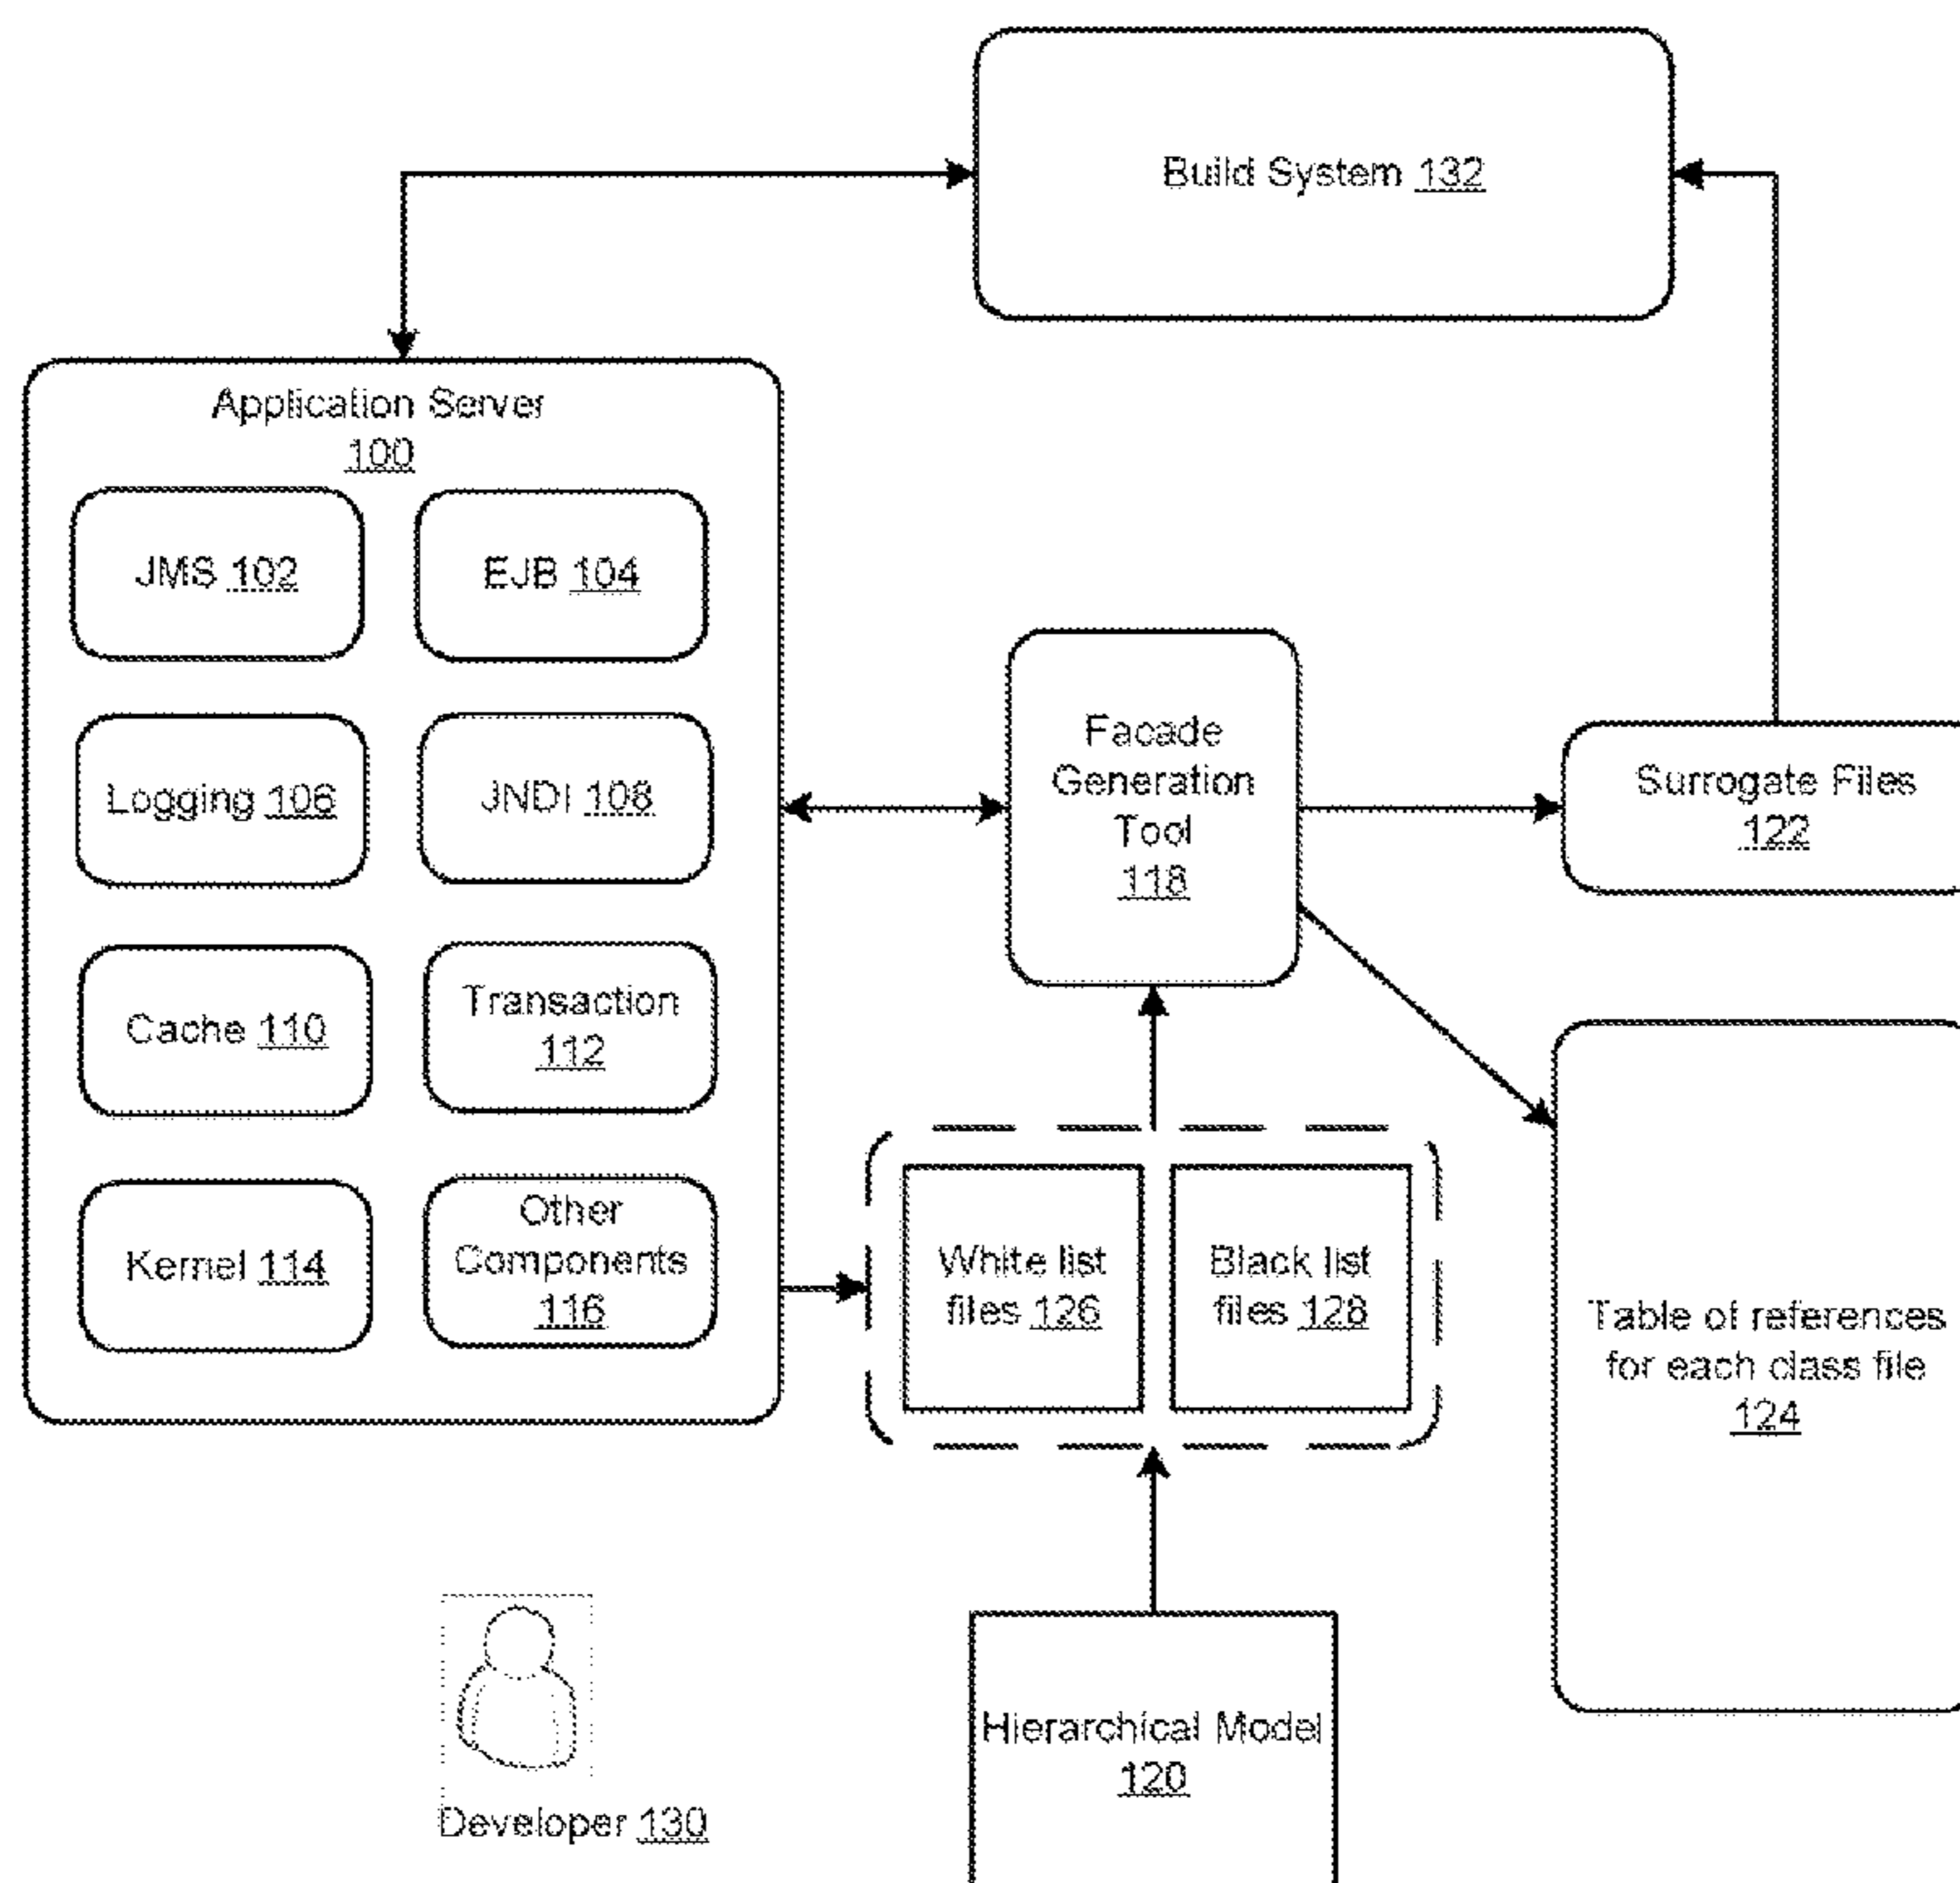 Build System 132
Application Server
100
JMS 102
EJB 104
Logging 106
JNDI 108
Cache 110
Transaction
112
Kernel 114
Other
Components
116
Facade
Generation
Tool
118
Surrogate Files
122
White list
files 126
Black list
files 128
Table of references
for each class file
124
Hierarchical Model
120
Developer 130